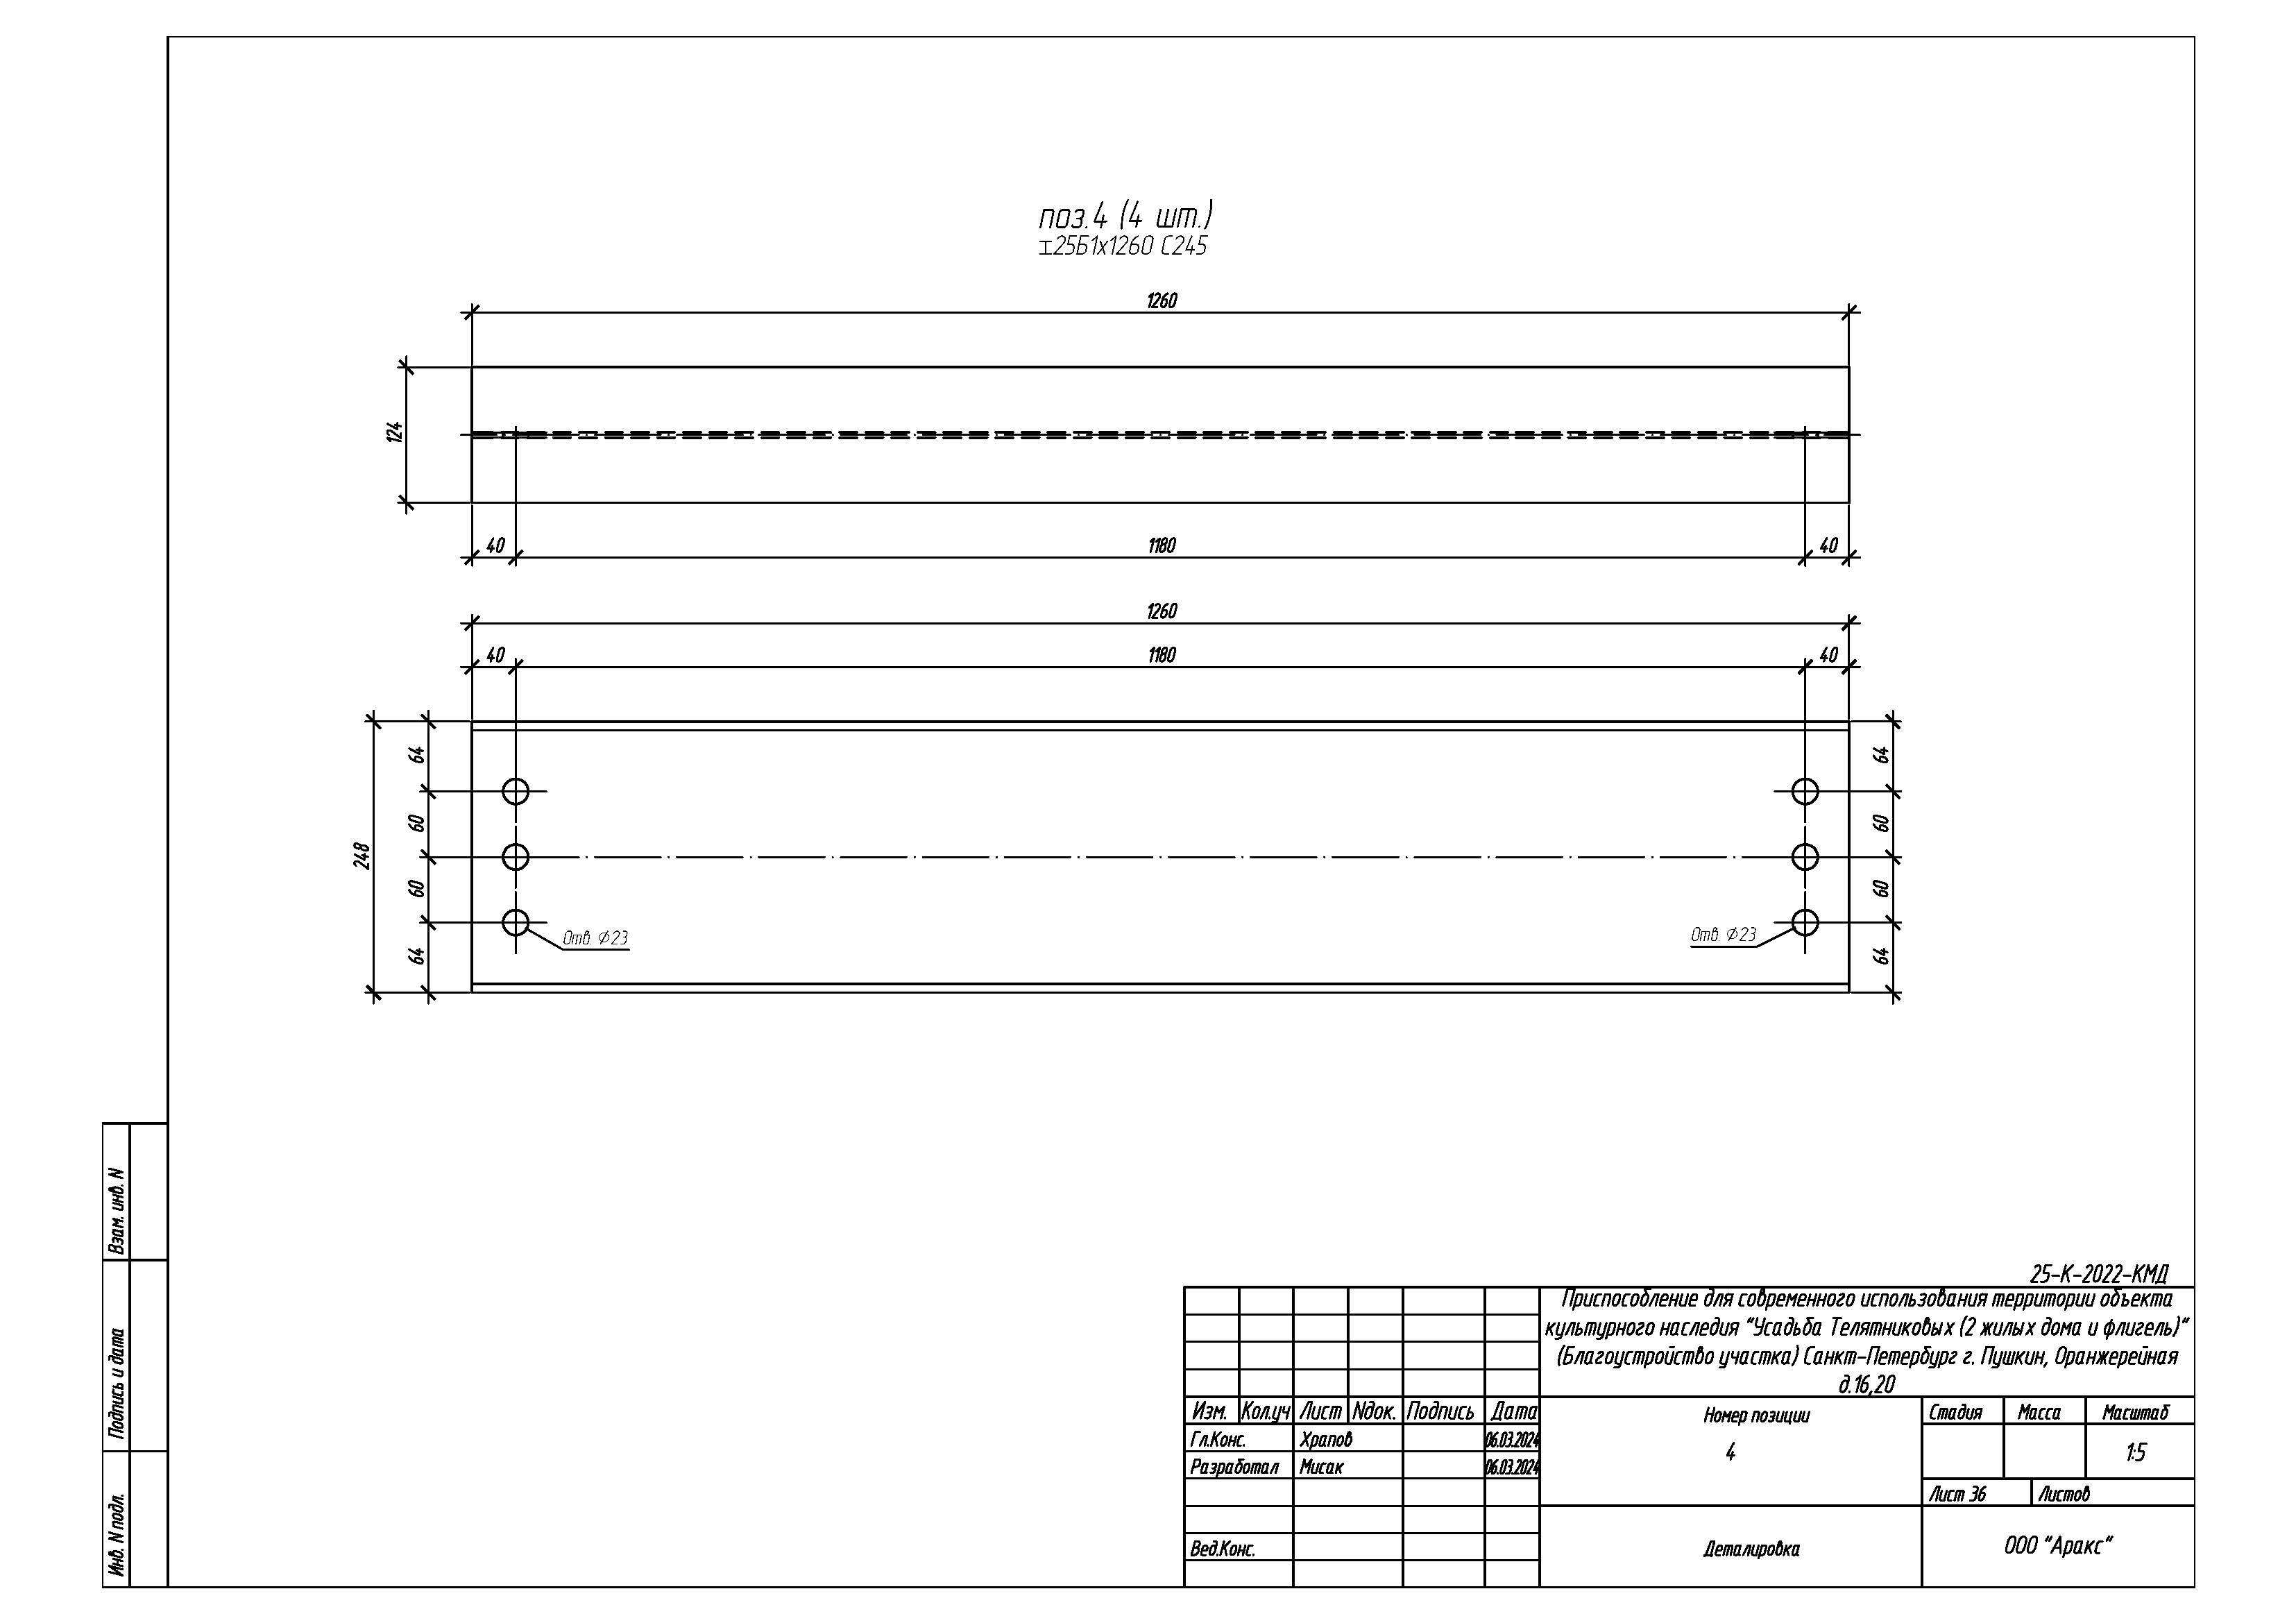 поз.4 (4 шт.)
⌶25Б1х1260 С245
1260
124
40 1180 40
1260
40 1180 40
248
64 64
60 60
60 60
64 64
Отв. ⌀23 Отв. ⌀23
Взам. инв. N
Подпись и дата
Инв. N подл.
25-К-2022-КМД
Приспособление для современного использования территории объекта
культурного наследия "Усадьба Телятниковых (2 жилых дома и флигель)"
(Благоустройство участка) Санкт-Петербург г. Пушкин, Оранжерейная
д.16,20
Изм. Кол.уч Лист Nдок. Подпись Дата
Номер позиции Стадия Масса Масштаб
Гл.Конс. Храпов 06.03.2024
4 1:5
Разработал Мисак 06.03.2024
Лист 36 Листов
Вед.Конс.
Деталировка ООО "Аракс"